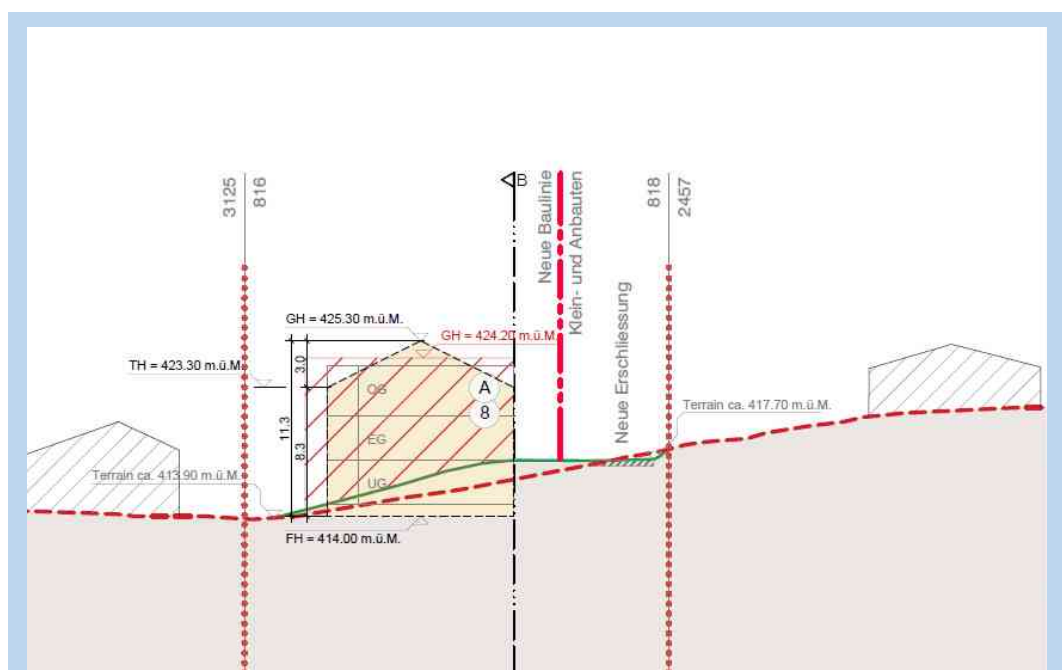 3125
816
B
Neue Baulinie
Klein- und Anbauten
Neue Erschliessung
818
2457
GH = 425.30 m.ü.M.
GH = 424.20 m.ü.M.
TH = 423.30 m.ü.M.
3.0
11.3
8.3
OG
A
8
EG
UG
Terrain ca. 417.70 m.ü.M.
Terrain ca. 413.90 m.ü.M.
FH = 414.00 m.ü.M.